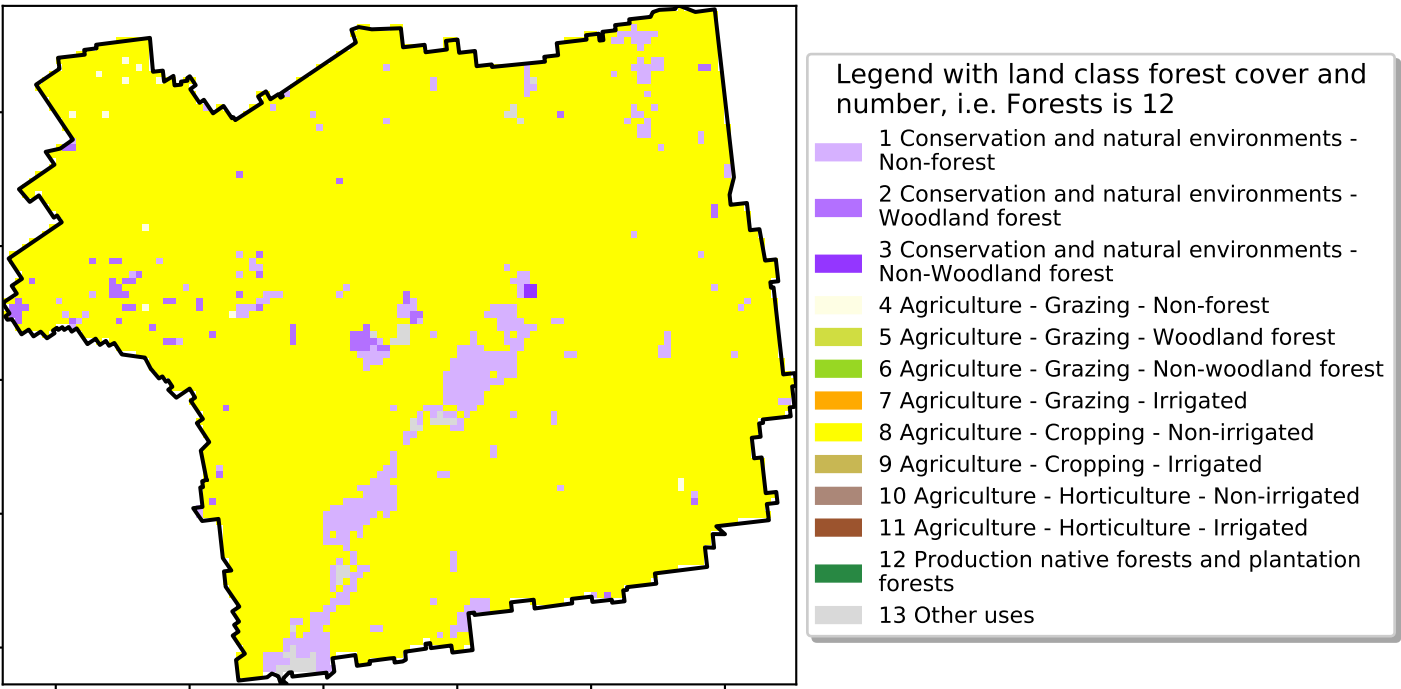 Legend with land class forest cover and
number, i.e. Forests is 12
1 Conservation and natural environments -
Non-forest
2 Conservation and natural environments -
Woodland forest
3 Conservation and natural environments -
Non-Woodland forest
4 Agriculture - Grazing - Non-forest
5 Agriculture - Grazing - Woodland forest
6 Agriculture - Grazing - Non-woodland forest
7 Agriculture - Grazing - Irrigated
8 Agriculture - Cropping - Non-irrigated
9 Agriculture - Cropping - Irrigated
10 Agriculture - Horticulture - Non-irrigated
11 Agriculture - Horticulture - Irrigated
12 Production native forests and plantation
forests
13 Other uses